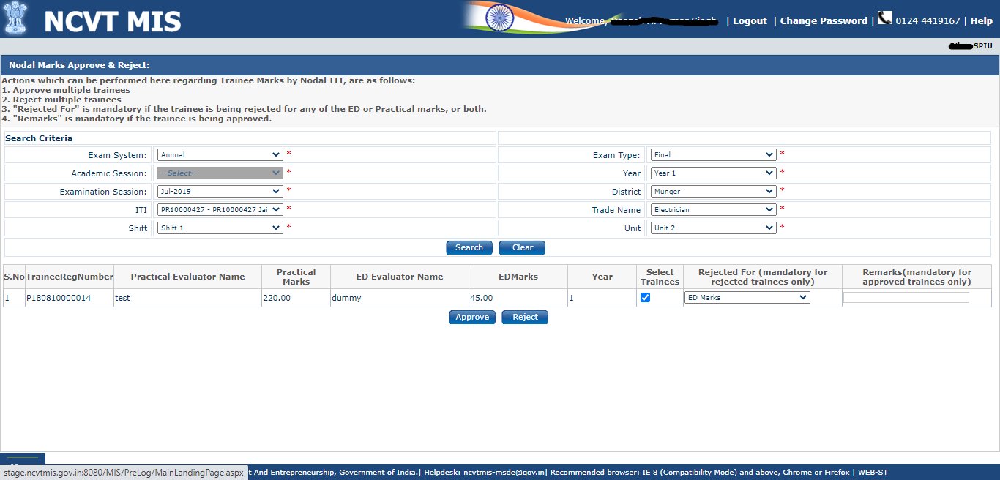 NCVT MIS
Welcome, | Logout | Change Password | 0124 4419167 | Help
SPIU
Nodal Marks Approve & Reject:
Actions which can be performed here regarding Trainee Marks by Nodal ITI, are as follows:
1. Approve multiple trainees
2. Reject multiple trainees
3. "Rejected For" is mandatory if the trainee is being rejected for any of the ED or Practical marks, or both.
4. "Remarks" is mandatory if the trainee is being approved.
Search Criteria
Exam System: Annual * Exam Type: Final *
Academic Session: --Select-- * Year Year 1 *
Examination Session: Jul-2019 * District Munger *
ITI PR10000427 - PR10000427 Jai * Trade Name Electrician *
Shift Shift 1 * Unit Unit 2 *
Search Clear
S.No TraineeRegNumber Practical Evaluator Name Practical Marks ED Evaluator Name EDMarks Year Select Trainees Rejected For (mandatory for rejected trainees only) Remarks(mandatory for approved trainees only)
1 P180810000014 test 220.00 dummy 45.00 1 ED Marks
Approve Reject
stage.ncvtmis.gov.in:8080/MIS/PreLog/MainLandingPage.aspx t And Entrepreneurship, Government of India.| Helpdesk: ncvtmis-msde@gov.in| Recommended browser: IE 8 (Compatibility Mode) and above, Chrome or Firefox | WEB-ST